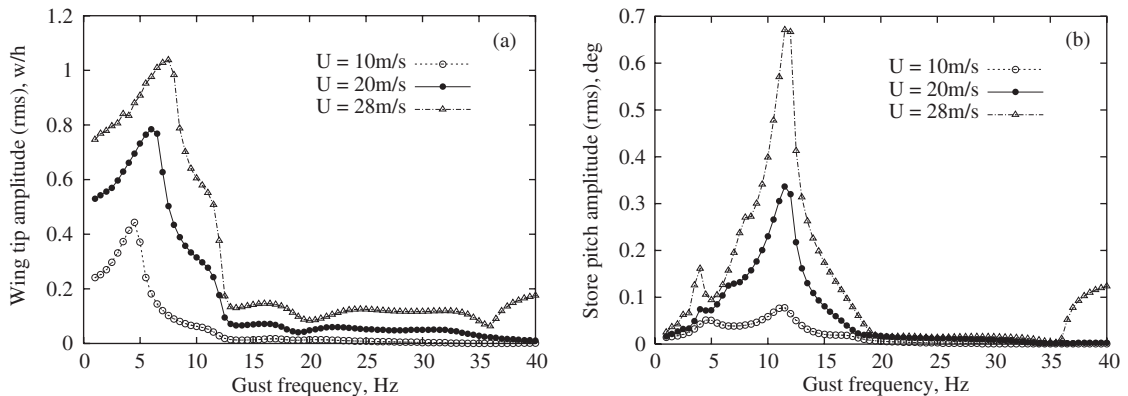 (a)
Wing tip amplitude (rms), w/h
1.2
1
0.8
0.6
0.4
0.2
0
U = 10m/s
U = 20m/s
U = 28m/s
0 5 10 15 20 25 30 35 40
Gust frequency, Hz
(b)
Store pitch amplitude (rms), deg
0.7
0.6
0.5
0.4
0.3
0.2
0.1
0
U = 10m/s
U = 20m/s
U = 28m/s
0 5 10 15 20 25 30 35 40
Gust frequency, Hz